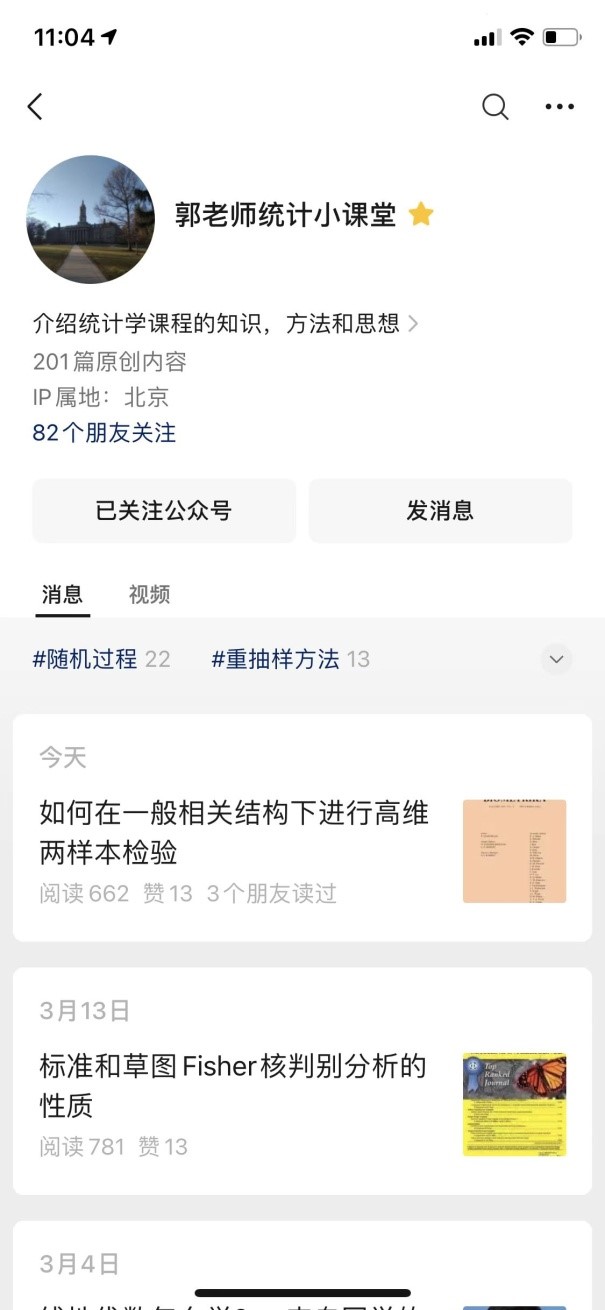 11:04
郭老师统计小课堂
介绍统计学课程的知识，方法和思想
201篇原创内容
IP属地：北京
82个朋友关注
已关注公众号 发消息
消息 视频
#随机过程 22 #重抽样方法 13
今天
如何在一般相关结构下进行高维
两样本检验
阅读 662 赞 13 3个朋友读过
3月13日
标准和草图Fisher核判别分析的
性质
阅读 781 赞 13
Top
Ranked
Journal
3月4日